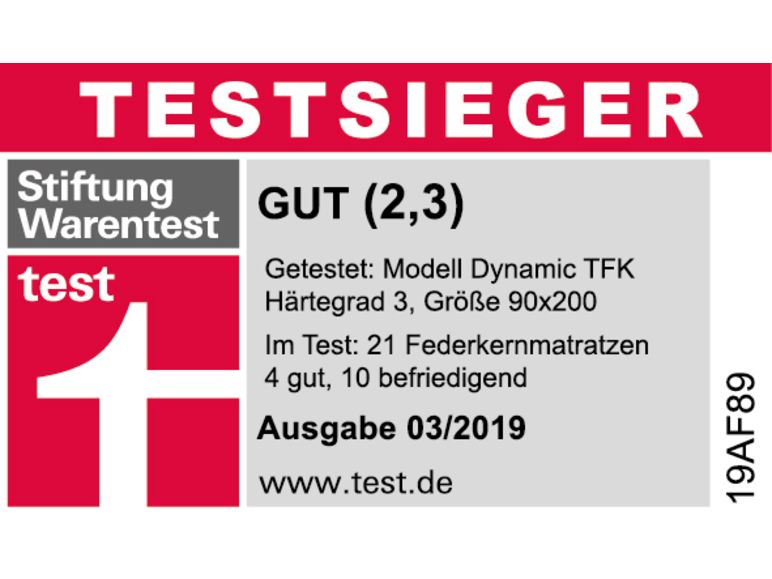 TESTSIEGER
Stiftung
Warentest
test
GUT (2,3)
Getestet: Modell Dynamic TFK
Härtegrad 3, Größe 90x200
Im Test: 21 Federkernmatratzen
4 gut, 10 befriedigend
Ausgabe 03/2019
www.test.de
19AF89